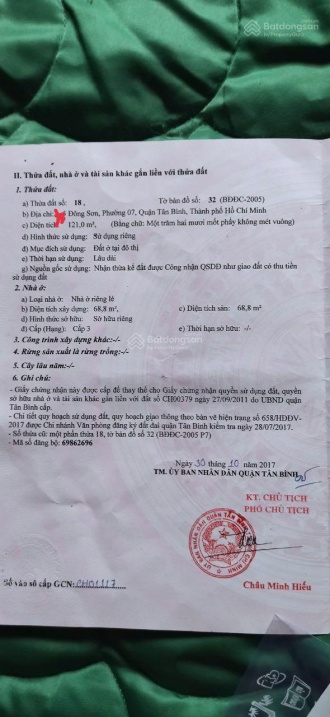 Batdongsan
by PropertyGuru
II. Thửa đất, nhà ở và tài sản khác gắn liền với thửa đất
1. Thửa đất:
a) Thửa đất số: 18 , Tờ bản đồ số: 32 (BĐĐC-2005)
b) Địa chỉ: Đông Sơn, Phường 07, Quận Tân Bình, Thành phố Hồ Chí Minh
c) Diện tích: 121,0 m², (Bằng chữ: Một trăm hai mươi mốt phẩy không mét vuông)
d) Hình thức sử dụng: Sử dụng riêng
đ) Mục đích sử dụng: Đất ở tại đô thị
e) Thời hạn sử dụng: Lâu dài
g) Nguồn gốc sử dụng: Nhận thừa kế đất được Công nhận QSDĐ như giao đất có thu tiền
sử dụng đất
2. Nhà ở:
a) Loại nhà ở: Nhà ở riêng lẻ
b) Diện tích xây dựng: 68,8 m², c) Diện tích sàn: 68,8 m²
d) Hình thức sở hữu: Sở hữu riêng
đ) Cấp (Hạng): Cấp 3 e) Thời hạn sở hữu: -/-
3. Công trình xây dựng khác:-/-
4. Rừng sản xuất là rừng trồng:-/-
5. Cây lâu năm:-/-
6. Ghi chú:
- Giấy chứng nhận này được cấp để thay thế cho Giấy chứng nhận quyền sử dụng đất, quyền
sở hữu nhà ở và tài sản khác gắn liền với đất số CH00379 ngày 27/09/2011 do UBND quận
Tân Bình cấp.
- Chi tiết quy hoạch sử dụng đất, quy hoạch giao thông theo bản vẽ hiện trạng số 658/HĐĐV-
2017 được Chi nhánh Văn phòng đăng ký đất đai quận Tân Bình kiểm tra ngày 28/07/2017.
- Số thửa cũ: một phần thửa 18, tờ bản đồ số 32 (BĐĐC-2005 P7)
- Mã số đăng bộ: 69862696
Ngày 30 tháng 10 năm 2017
TM. ỦY BAN NHÂN DÂN QUẬN TÂN BÌNH
KT. CHỦ TỊCH
PHÓ CHỦ TỊCH
Châu Minh Hiếu
Số vào sổ cấp GCN: CH01117